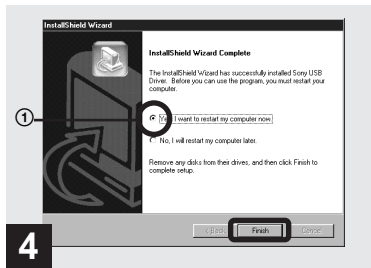 InstallShield Wizard
InstallShield Wizard Complete
The InstallShield Wizard has successfully installed Sony USB
Driver. Before you can use the program, you must restart your
computer.
1
Yes, I want to restart my computer now.
No, I will restart my computer later.
Remove any disks from their drives, and then click Finish to
complete setup.
< Back
Finish
Cancel
4